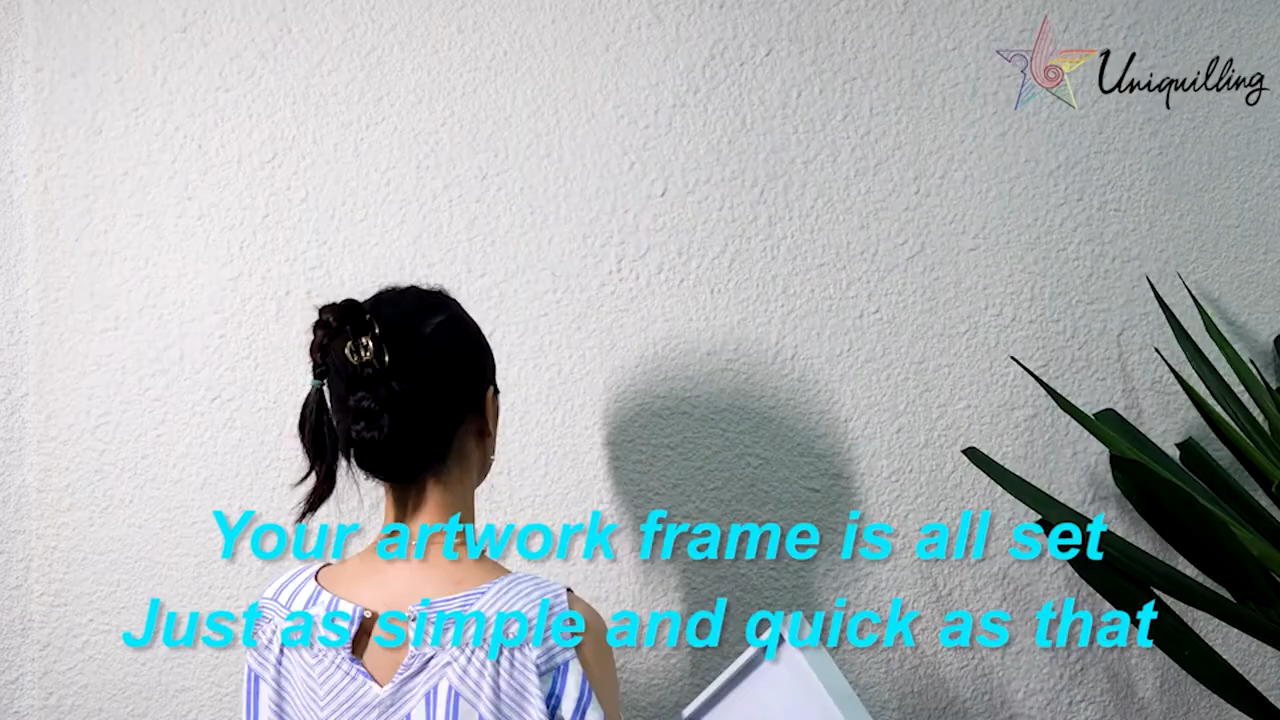 Uniquilling
Your artwork frame is all set
Just as simple and quick as that